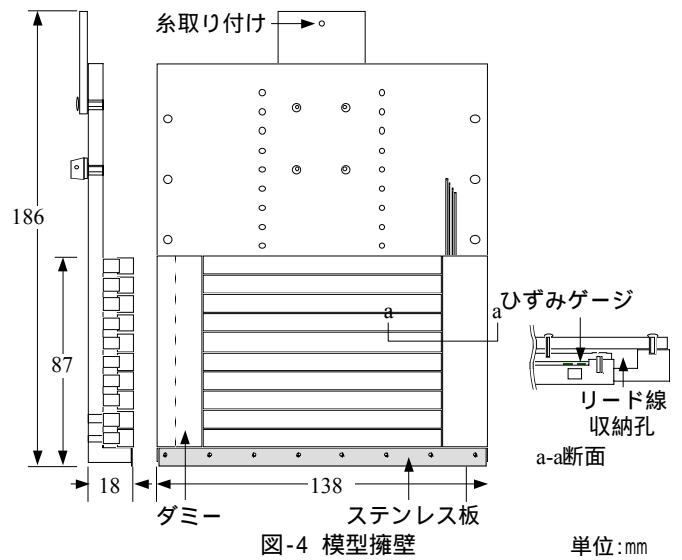 糸取り付け
186
87
a
a
ひずみゲージ
リード線
収納孔
a-a断面
18
138
ダミー
ステンレス板
図-4 模型擁壁
単位:mm